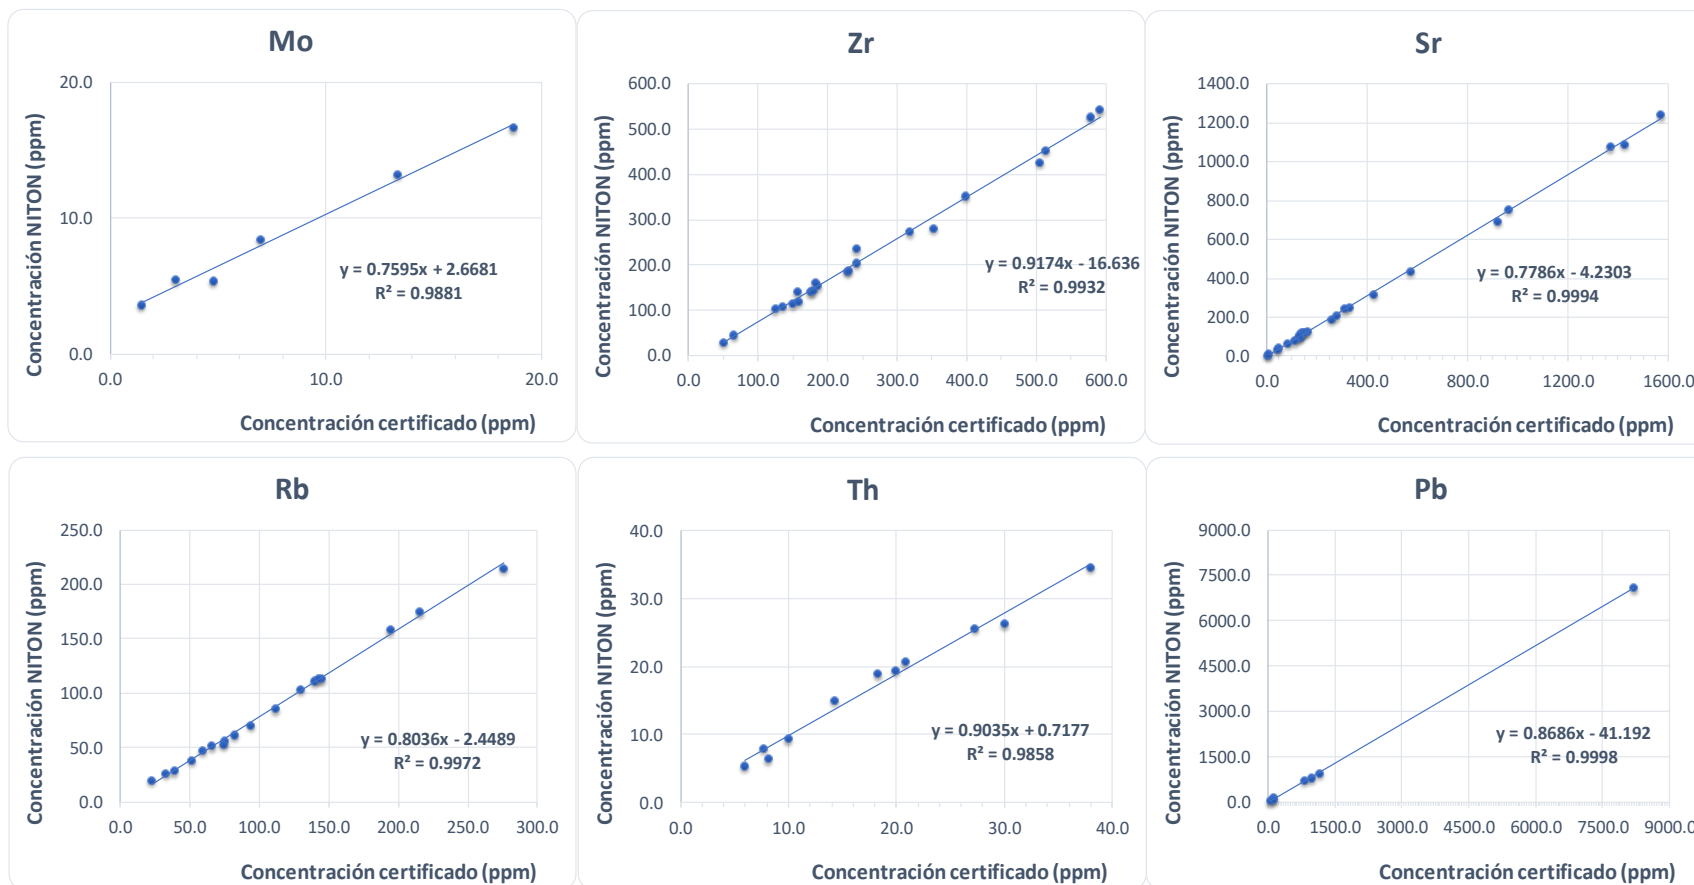 Mo
20.0
10.0
0.0
0.0
10.0
20.0
y = 0.7595x + 2.6681
R² = 0.9881
Concentración NITON (ppm)
Concentración certificado (ppm)
Zr
600.0
500.0
400.0
300.0
200.0
100.0
0.0
0.0
100.0
200.0
300.0
400.0
500.0
600.0
y = 0.9174x - 16.636
R² = 0.9932
Concentración NITON (ppm)
Concentración certificado (ppm)
Sr
1400.0
1200.0
1000.0
800.0
600.0
400.0
200.0
0.0
0.0
400.0
800.0
1200.0
1600.0
y = 0.7786x - 4.2303
R² = 0.9994
Concentración NITON (ppm)
Concentración certificado (ppm)
Rb
250.0
200.0
150.0
100.0
50.0
0.0
0.0
50.0
100.0
150.0
200.0
250.0
300.0
y = 0.8036x - 2.4489
R² = 0.9972
Concentración NITON (ppm)
Concentración certificado (ppm)
Th
40.0
30.0
20.0
10.0
0.0
0.0
10.0
20.0
30.0
40.0
y = 0.9035x + 0.7177
R² = 0.9858
Concentración NITON (ppm)
Concentración certificado (ppm)
Pb
9000.0
7500.0
6000.0
4500.0
3000.0
1500.0
0.0
0.0
1500.0
3000.0
4500.0
6000.0
7500.0
9000.0
y = 0.8686x - 41.192
R² = 0.9998
Concentración NITON (ppm)
Concentración certificado (ppm)